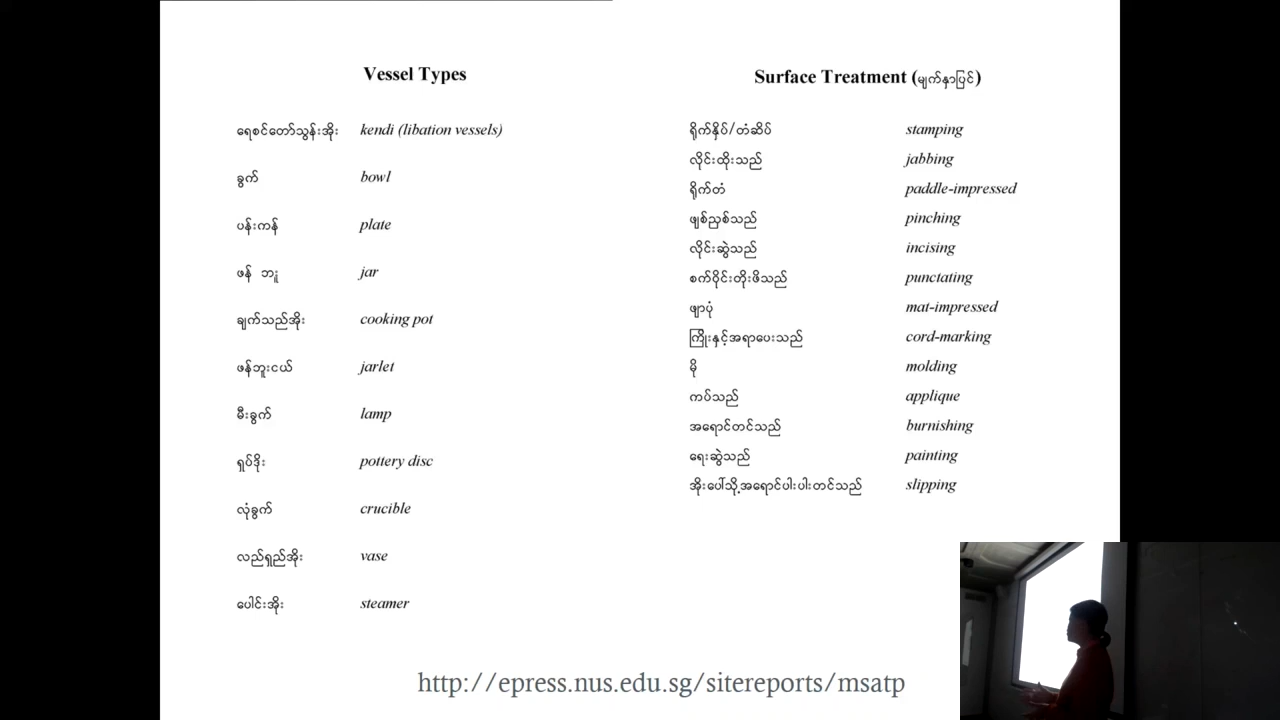 Vessel Types
ရေစင်တော်သွန်းအိုး kendi (libation vessels)
ခွက် bowl
ပန်းကန် plate
ဖန် ဘူး jar
ချက်သည်အိုး cooking pot
ဖန်ဘူးငယ် jarlet
မီးခွက် lamp
ရှပ်ဒိုး pottery disc
လုံခွက် crucible
လည်ရှည်အိုး vase
ပေါင်းအိုး steamer
Surface Treatment (မျက်နှာပြင်)
ရိုက်နှိပ်/တံဆိပ် stamping
လိုင်းထိုးသည် jabbing
ရိုက်တံ paddle-impressed
ဖျစ်ညှစ်သည် pinching
လိုင်းဆွဲသည် incising
စက်ဝိုင်းတိုးဖိသည် punctating
ဖျာပုံ mat-impressed
ကြိုးနှင့်အရာပေးသည် cord-marking
မို molding
ကပ်သည် applique
အရောင်တင်သည် burnishing
ရေးဆွဲသည် painting
အိုးပေါ်သို့အရောင်ပါးပါးတင်သည် slipping
http://epress.nus.edu.sg/sitereports/msatp